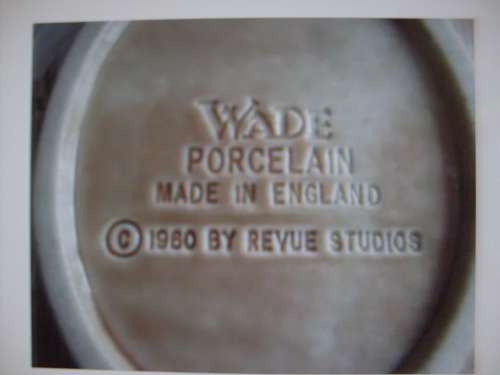 WADE
PORCELAIN
MADE IN ENGLAND
© 1980 BY REVUE STUDIOS